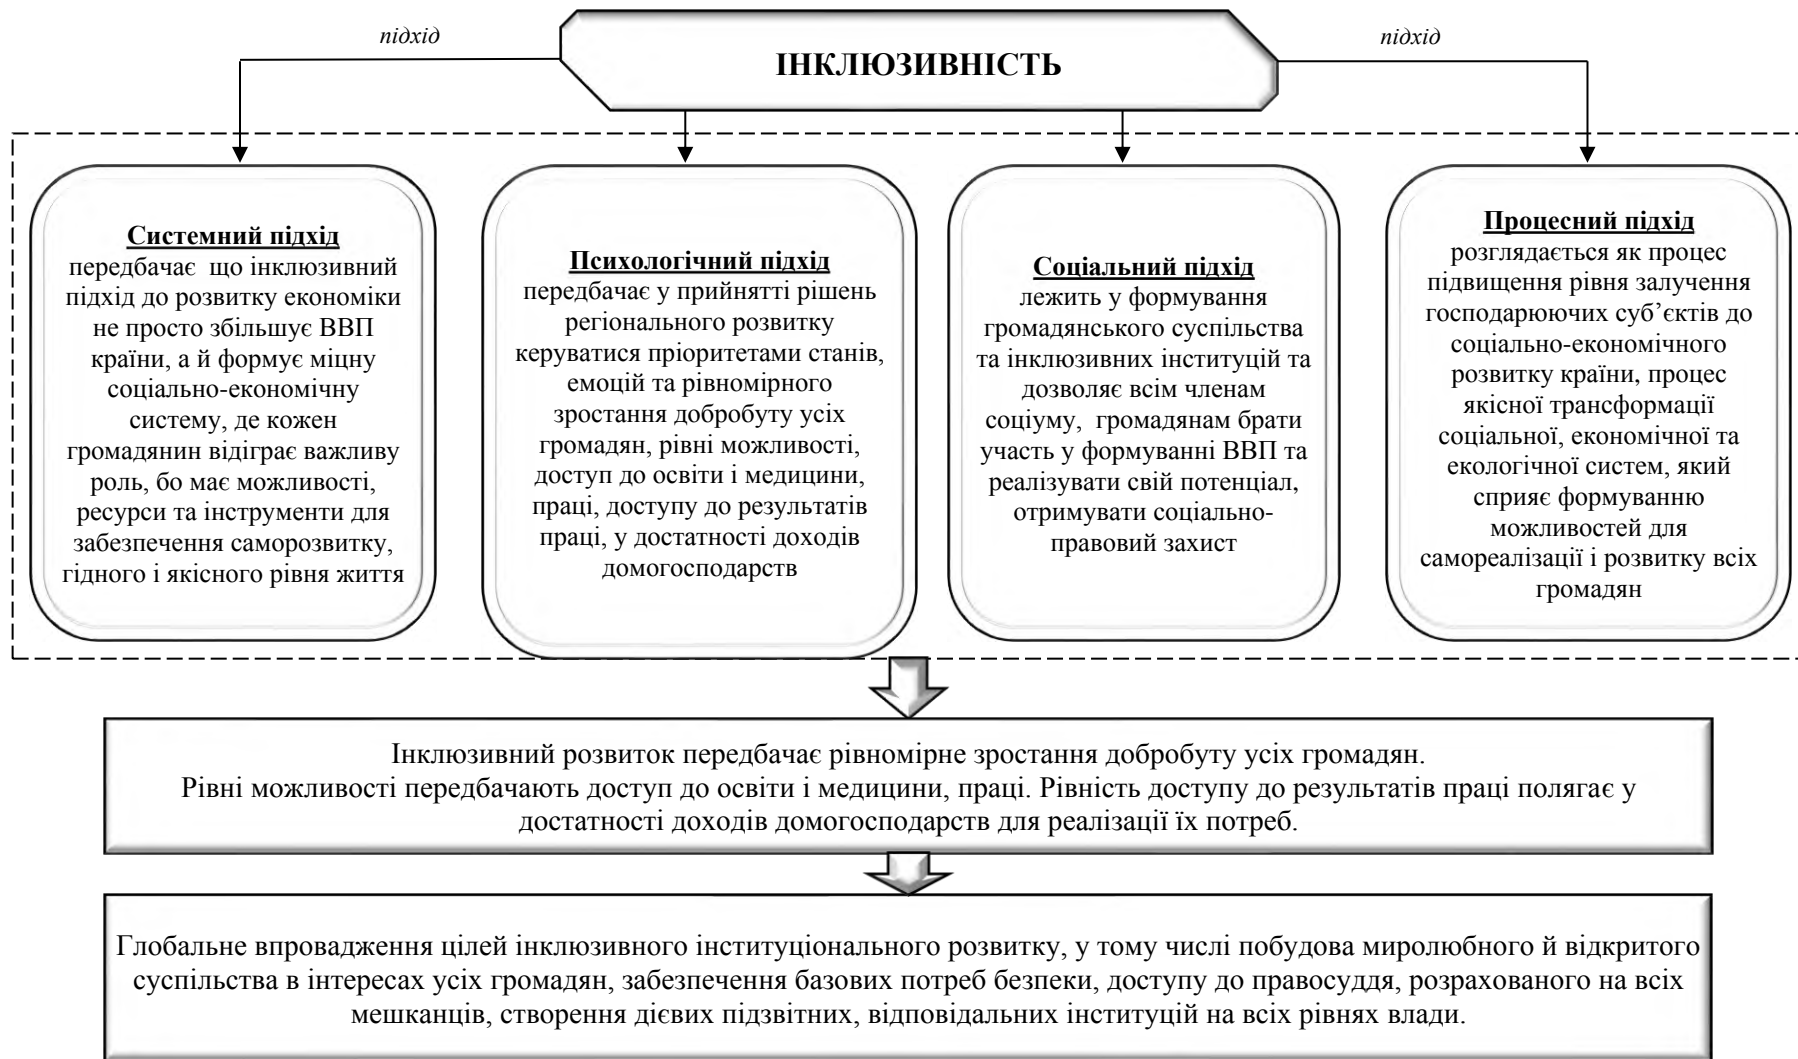 підхід
ІНКЛЮЗИВНІСТЬ
підхід
Системний підхід
передбачає  що інклюзивний
підхід до розвитку економіки
не просто збільшує ВВП
країни, а й формує міцну
соціально-економічну
систему, де кожен
громадянин відіграє важливу
роль, бо має можливості,
ресурси та інструменти для
забезпечення саморозвитку,
гідного і якісного рівня життя
Психологічний підхід
передбачає у прийнятті рішень
регіонального розвитку
керуватися пріоритетами станів,
емоцій та рівномірного
зростання добробуту усіх
громадян, рівні можливості,
доступ до освіти і медицини,
праці, доступу до результатів
праці, у достатності доходів
домогосподарств
Соціальний підхід
лежить у формування
громадянського суспільства
та інклюзивних інституцій та
дозволяє всім членам
соціуму,  громадянам брати
участь у формуванні ВВП та
реалізувати свій потенціал,
отримувати соціально-
правовий захист
Процесний підхід
розглядається як процес
підвищення рівня залучення
господарюючих суб’єктів до
соціально-економічного
розвитку країни, процес
якісної трансформації
соціальної, економічної та
екологічної систем, який
сприяє формуванню
можливостей для
самореалізації і розвитку всіх
громадян
Інклюзивний розвиток передбачає рівномірне зростання добробуту усіх громадян.
Рівні можливості передбачають доступ до освіти і медицини, праці. Рівність доступу до результатів праці полягає у
достатності доходів домогосподарств для реалізації їх потреб.
Глобальне впровадження цілей інклюзивного інституціонального розвитку, у тому числі побудова миролюбного й відкритого
суспільства в інтересах усіх громадян, забезпечення базових потреб безпеки, доступу до правосуддя, розрахованого на всіх
мешканців, створення дієвих підзвітних, відповідальних інституцій на всіх рівнях влади.